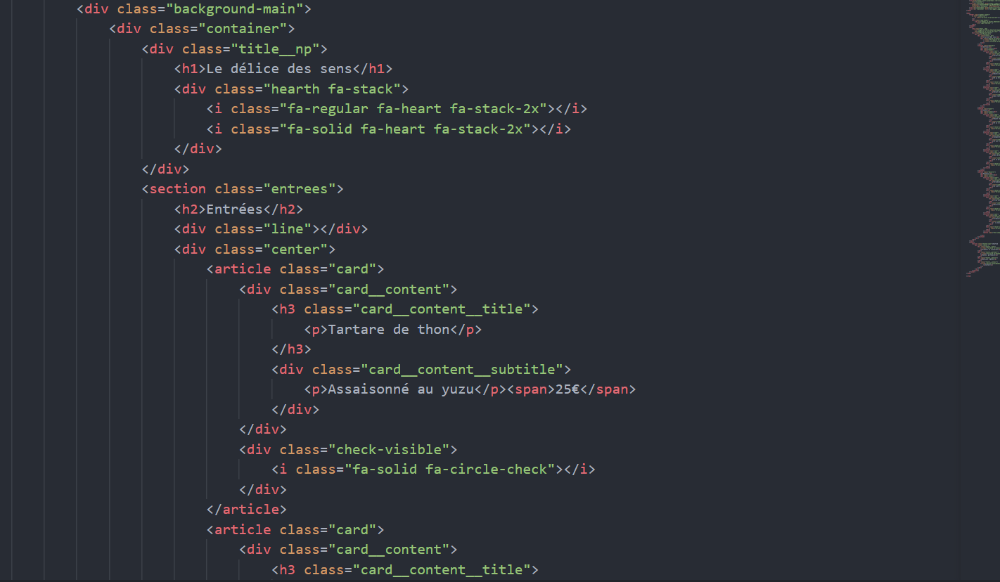 <div class="background-main">
<div class="container">
<div class="title__np">
<h1>Le délice des sens</h1>
<div class="hearth fa-stack">
<i class="fa-regular fa-heart fa-stack-2x"></i>
<i class="fa-solid fa-heart fa-stack-2x"></i>
</div>
</div>
<section class="entrees">
<h2>Entrées</h2>
<div class="line"></div>
<div class="center">
<article class="card">
<div class="card__content">
<h3 class="card__content__title">
<p>Tartare de thon</p>
</h3>
<div class="card__content__subtitle">
<p>Assaisonné au yuzu</p><span>25€</span>
</div>
</div>
<div class="check-visible">
<i class="fa-solid fa-circle-check"></i>
</div>
</article>
<article class="card">
<div class="card__content">
<h3 class="card__content__title">